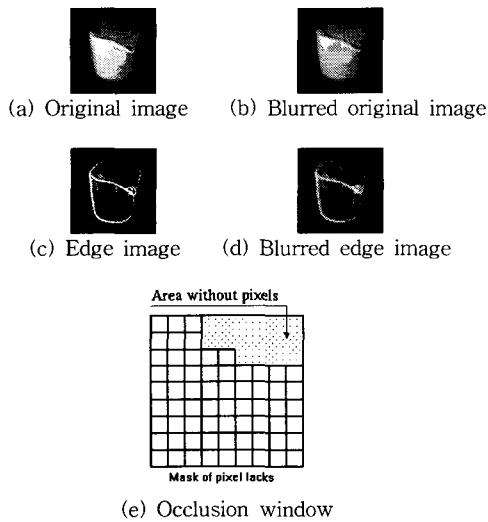 (a) Original image (b) Blurred original image
(c) Edge image (d) Blurred edge image
Area without pixels
Mask of pixel lacks
(e) Occlusion window